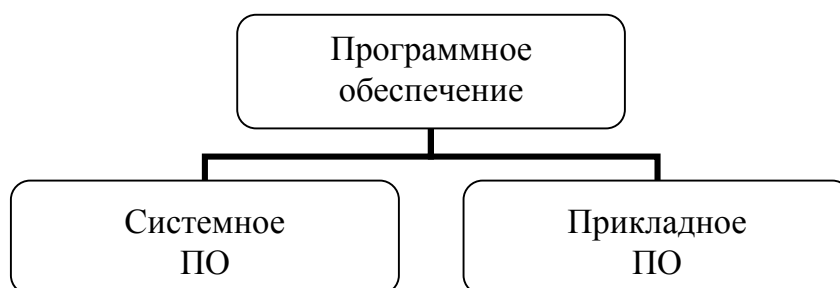 Программное
обеспечение
Системное
ПО
Прикладное
ПО